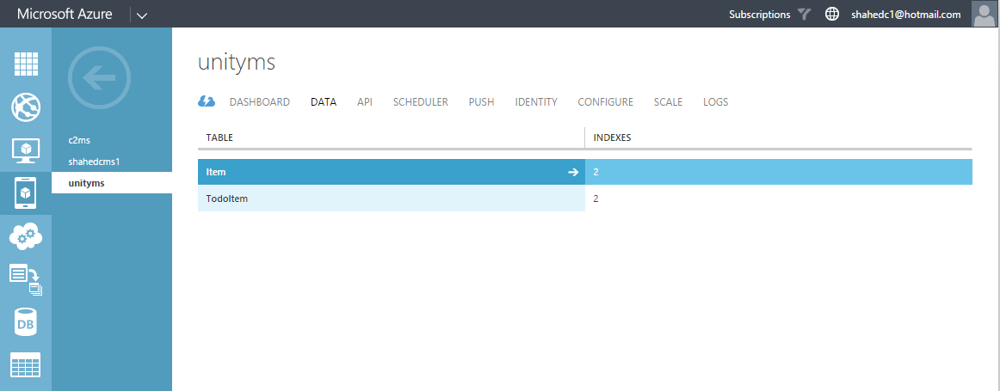 Microsoft Azure Subscriptions shahedc1@hotmail.com
unityms
DASHBOARD DATA API SCHEDULER PUSH IDENTITY CONFIGURE SCALE LOGS
c2ms
shahedcms1
unityms
TABLE INDEXES
Item 2
TodoItem 2
DB